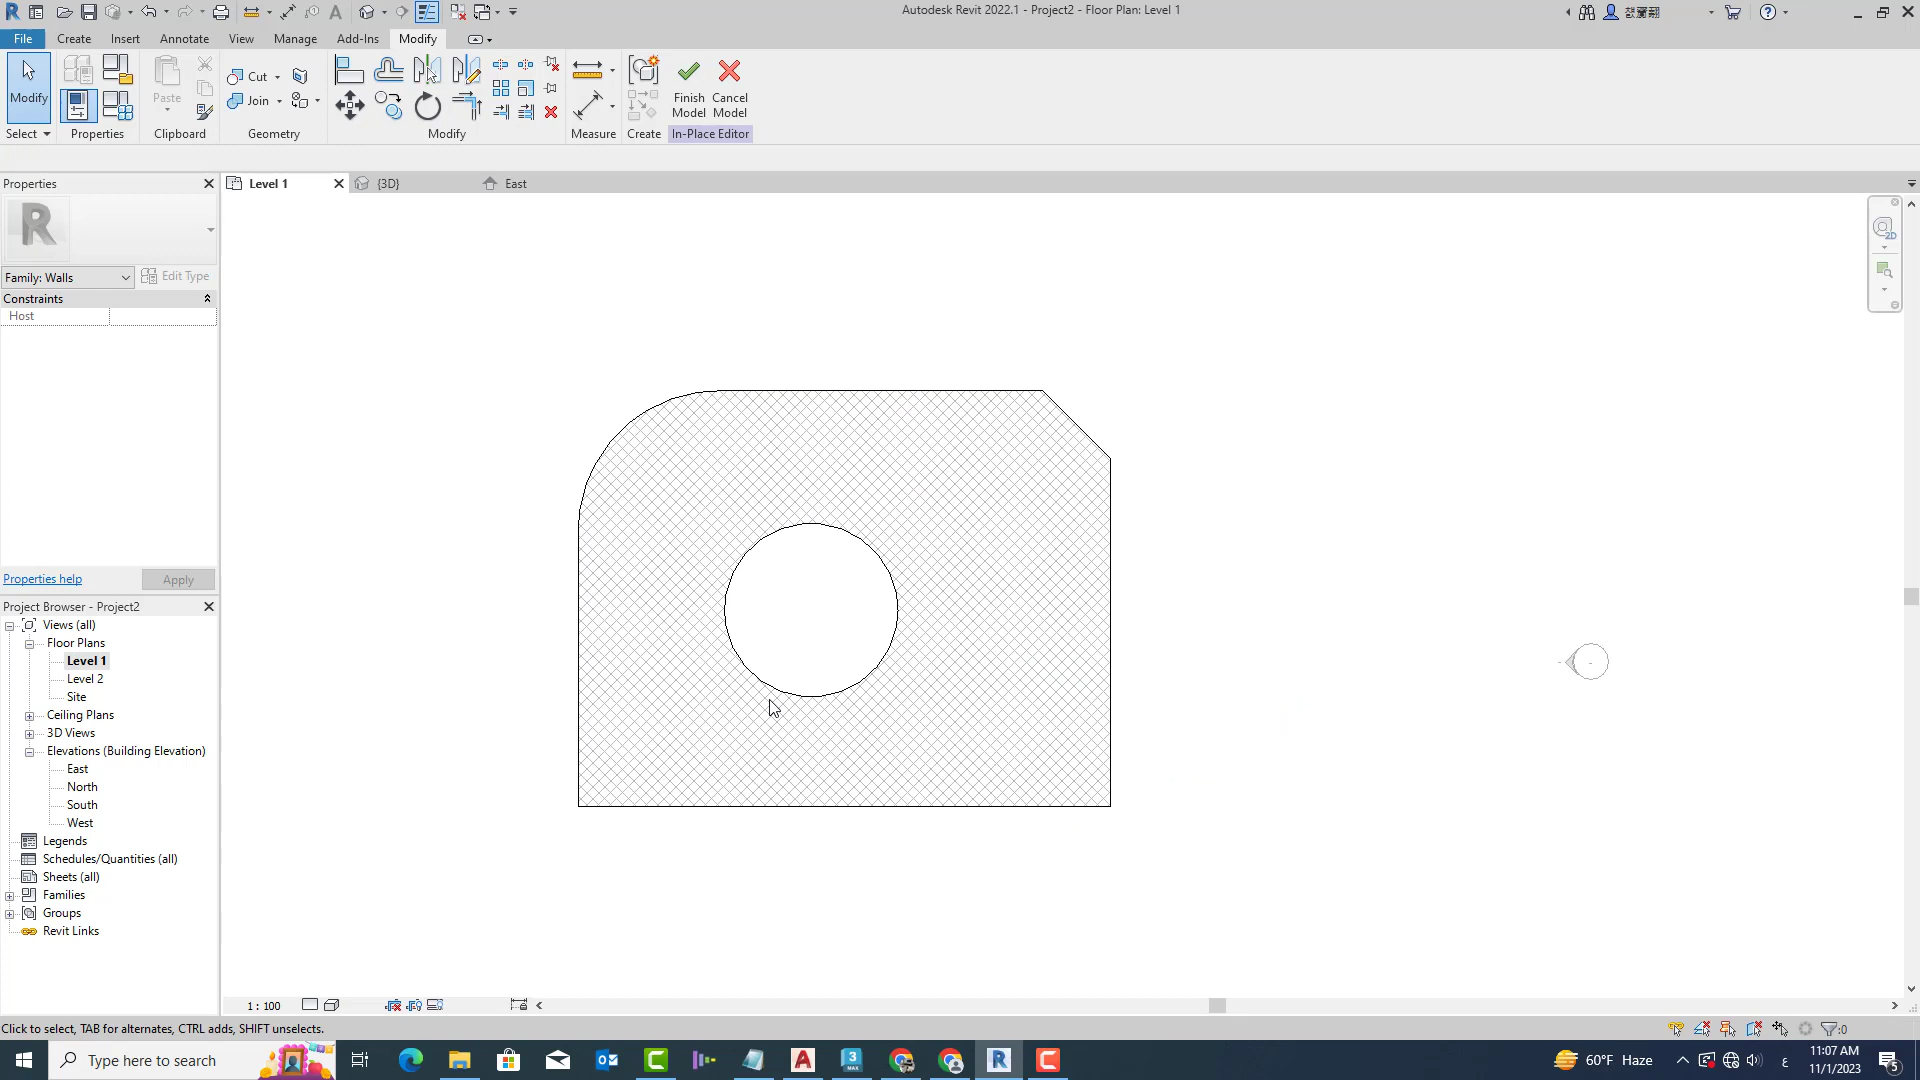 Autodesk Revit 2022.1 - Project2 - Floor Plan: Level 1
File Create Insert Annotate View Manage Add-Ins Modify
Modify
Paste
Cut
Join
Finish Model
Cancel Model
Select Properties Clipboard Geometry Modify Measure Create In-Place Editor
Properties
Level 1 {3D} East
R
Family: Walls Edit Type
Constraints
Host
Properties help Apply
Project Browser - Project2
Views (all)
Floor Plans
Level 1
Level 2
Site
Ceiling Plans
3D Views
Elevations (Building Elevation)
East
North
South
West
Legends
Schedules/Quantities (all)
Sheets (all)
Families
Groups
Revit Links
2D
1 : 100
Click to select, TAB for alternates, CTRL adds, SHIFT unselects.
:0
Type here to search
60°F Haze
ع
11:07 AM
11/1/2023
5